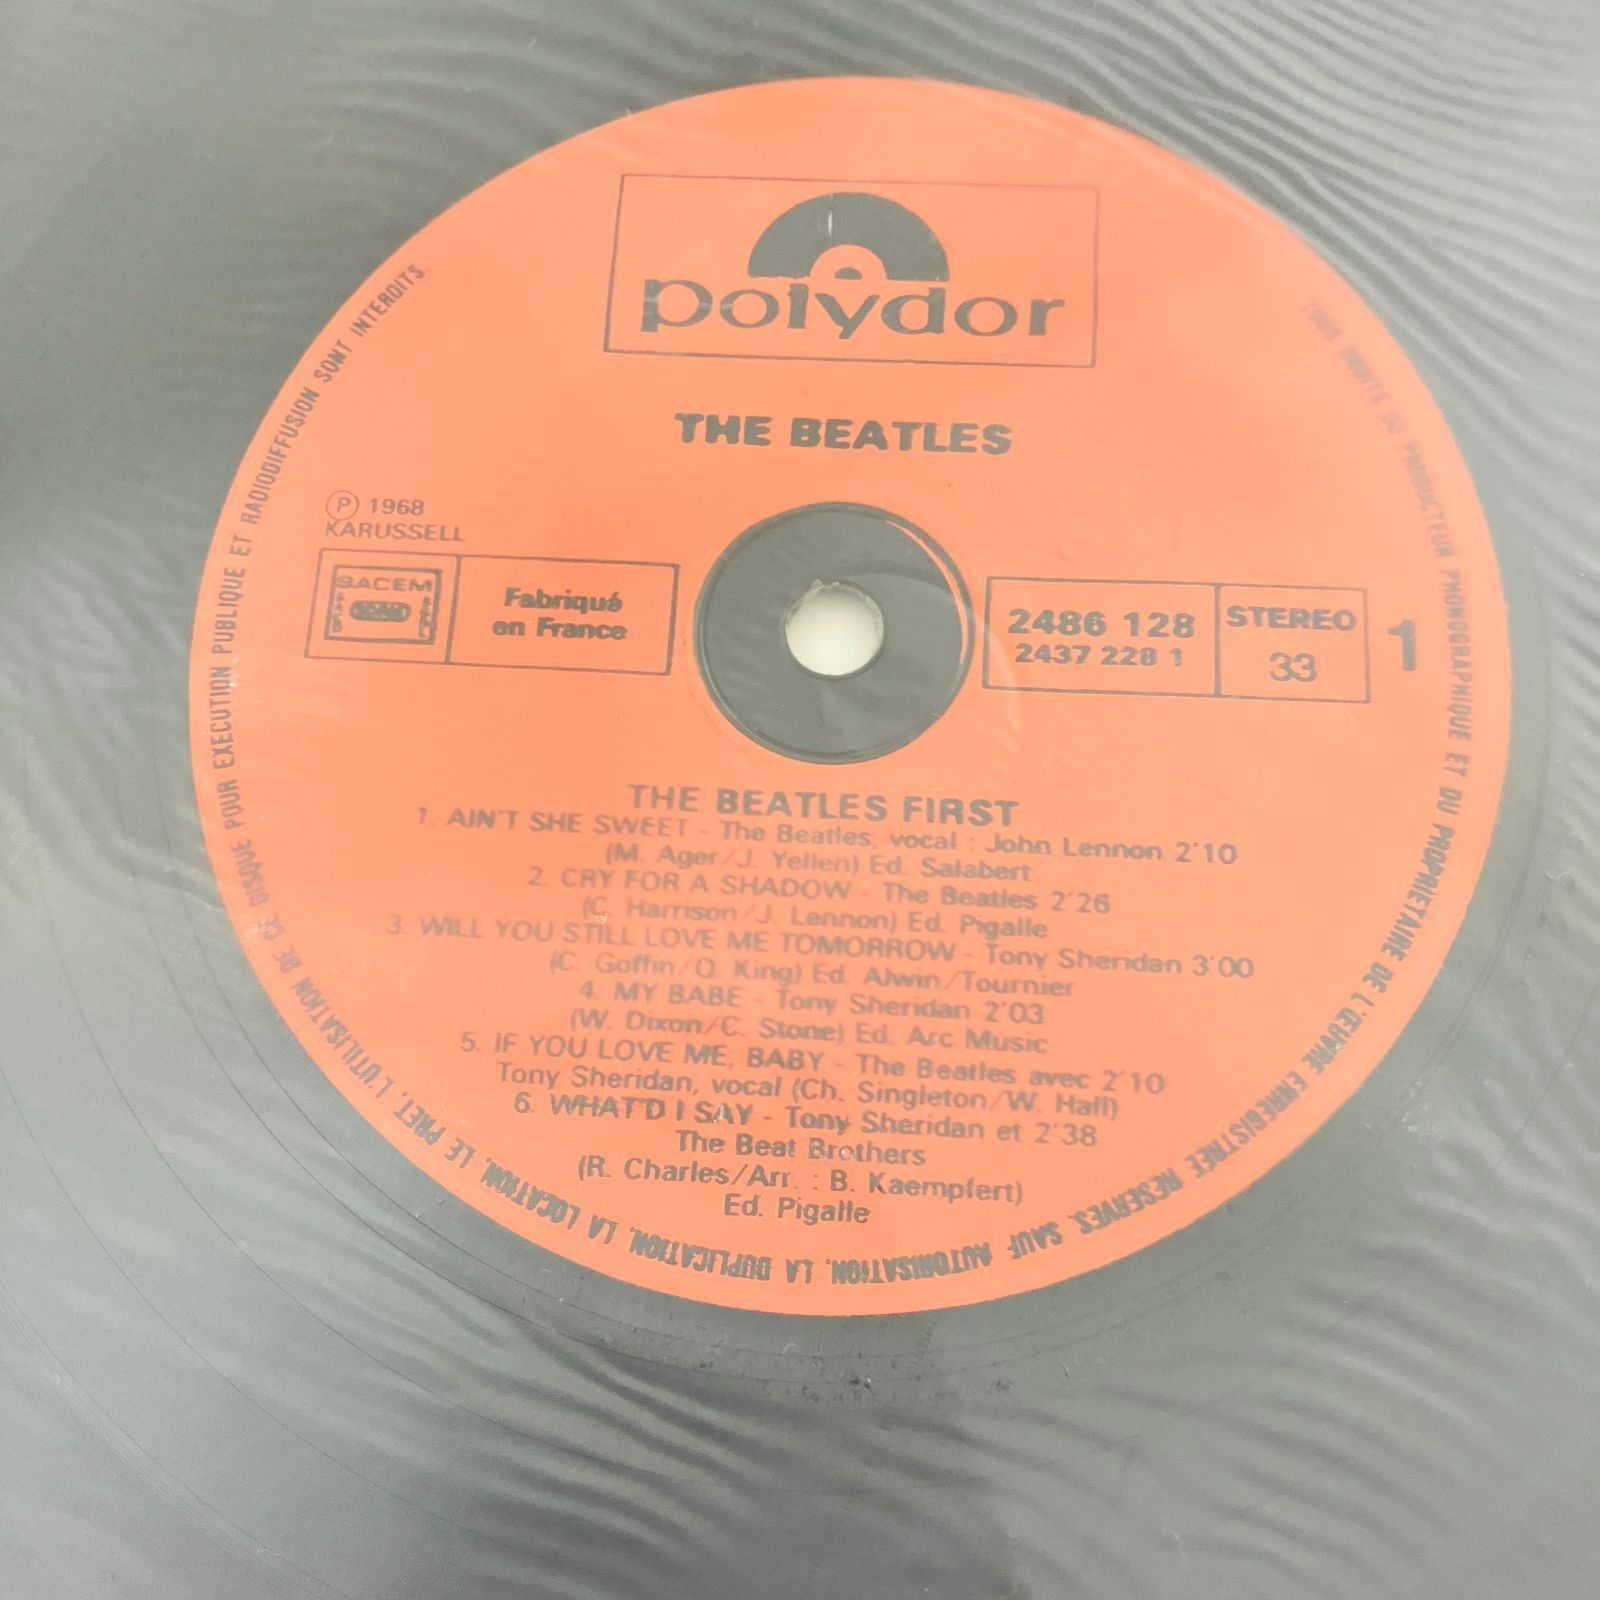 polydor
THE BEATLES
Ⓟ 1968
KARUSSELL
SACEM
Fabriqué
en France
2486 128
2437 228 1
STEREO
33
1
THE BEATLES FIRST
1. AIN'T SHE SWEET - The Beatles, vocal : John Lennon 2'10
(M. Ager/J. Yellen) Ed. Salabert
2. CRY FOR A SHADOW - The Beatles 2'26
(C. Harrison/J. Lennon) Ed. Pigalle
3. WILL YOU STILL LOVE ME TOMORROW - Tony Sheridan 3'00
(C. Goffin/Q. King) Ed. Alwin/Tournier
4. MY BABE - Tony Sheridan 2'03
(W. Dixon/C. Stone) Ed. Arc Music
5. IF YOU LOVE ME, BABY - The Beatles avec 2'10
Tony Sheridan, vocal (Ch. Singleton/W. Hall)
6. WHAT'D I SAY - Tony Sheridan et 2'38
The Beat Brothers
(R. Charles/Arr. : B. Kaempfert)
Ed. Pigalle
TOUS DROITS DU PRODUCTEUR PHONOGRAPHIQUE ET DU PROPRIETAIRE DE L'ŒUVRE ENREGISTREE RESERVES. SAUF AUTORISATION, LA DUPLICATION, LA LOCATION, LE PRET, L'UTILISATION DE CE DISQUE POUR EXECUTION PUBLIQUE ET RADIODIFFUSION SONT INTERDITS.